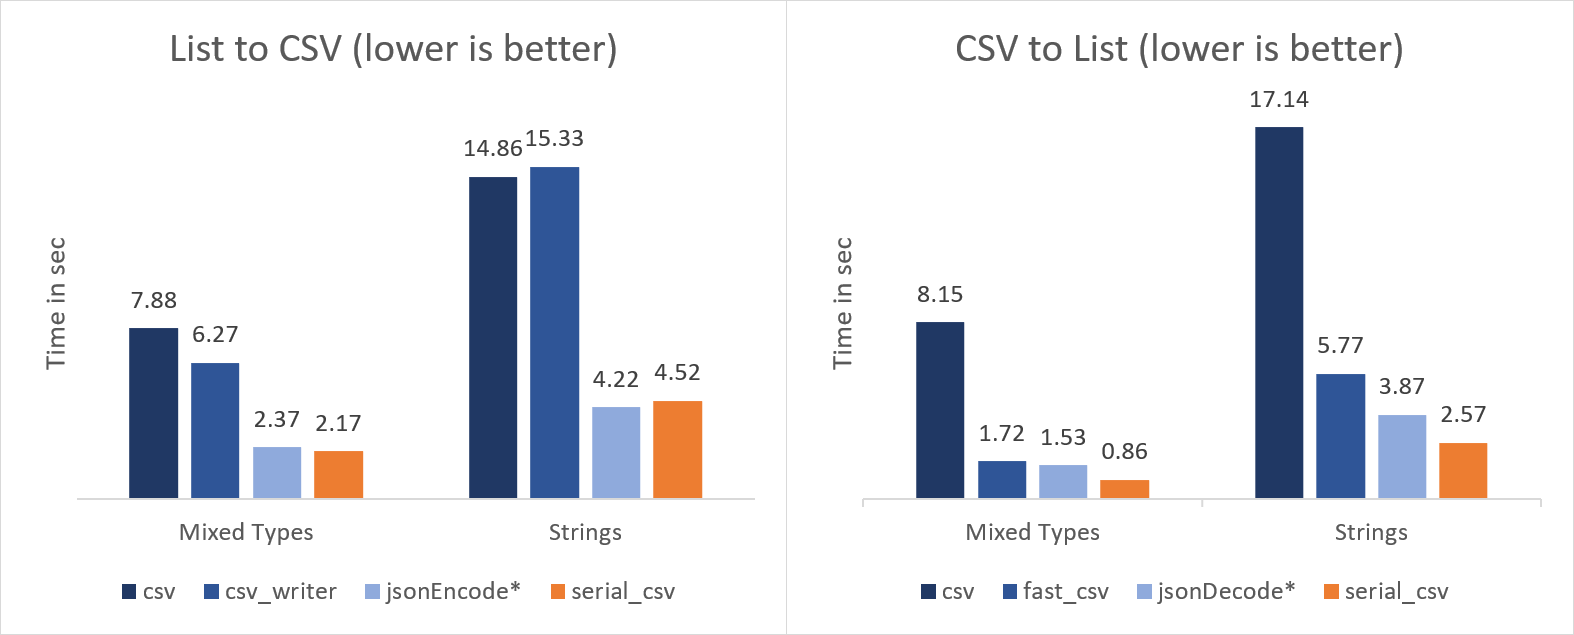 List to CSV (lower is better)
Time in sec
7.88
6.27
2.37
2.17
14.86
15.33
4.22
4.52
Mixed Types
Strings
csv
csv_writer
jsonEncode*
serial_csv
CSV to List (lower is better)
Time in sec
8.15
1.72
1.53
0.86
17.14
5.77
3.87
2.57
Mixed Types
Strings
csv
fast_csv
jsonDecode*
serial_csv